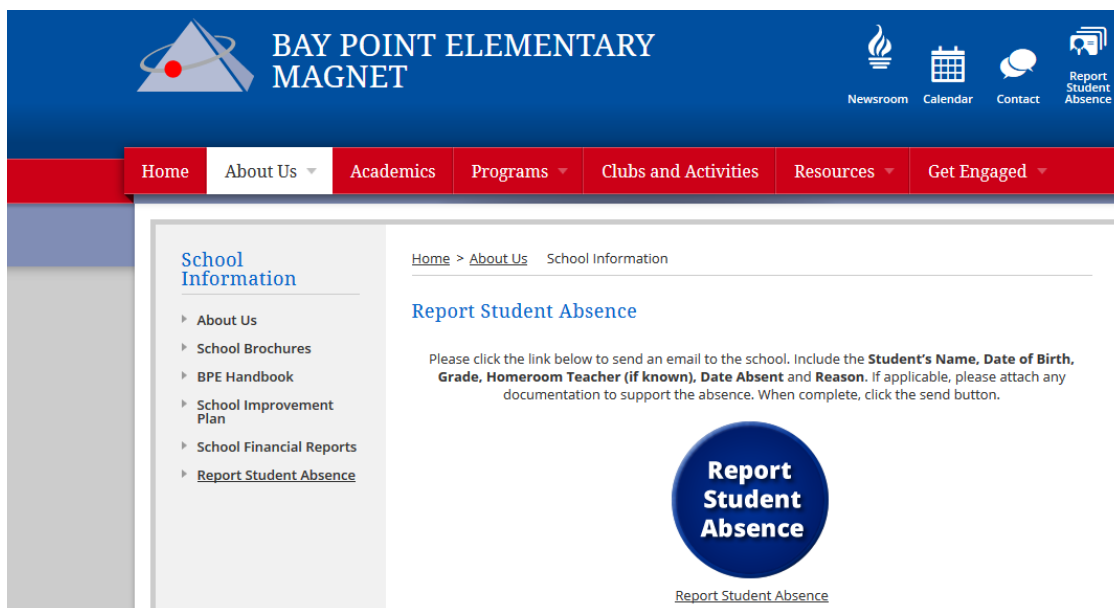 BAY POINT ELEMENTARY
MAGNET
Newsroom
Calendar
Contact
Report
Student
Absence
Home
About Us
Academics
Programs
Clubs and Activities
Resources
Get Engaged
School
Information
About Us
School Brochures
BPE Handbook
School Improvement
Plan
School Financial Reports
Report Student Absence
Home > About Us School Information
Report Student Absence
Please click the link below to send an email to the school. Include the Student's Name, Date of Birth,
Grade, Homeroom Teacher (if known), Date Absent and Reason. If applicable, please attach any
documentation to support the absence. When complete, click the send button.
Report
Student
Absence
Report Student Absence